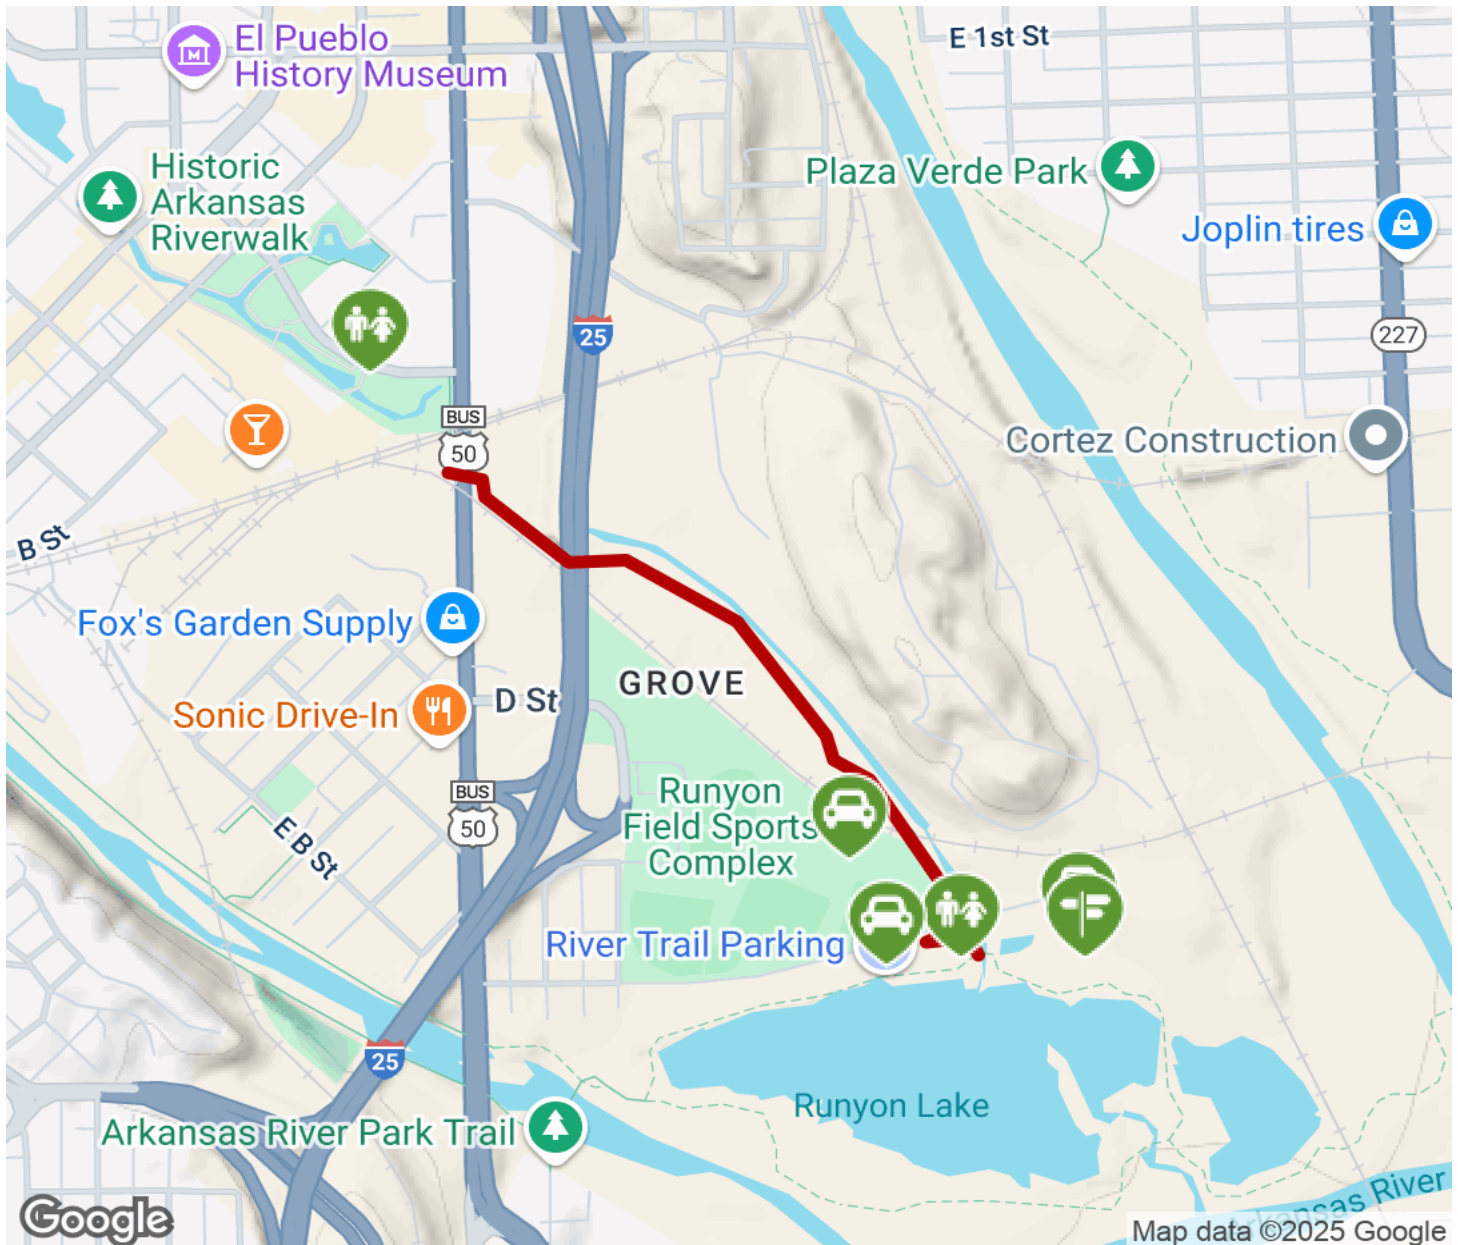 El Pueblo
History Museum
E 1st St
Historic
Arkansas
Riverwalk
Plaza Verde Park
Joplin tires
25
227
BUS
50
Cortez Construction
B St
Fox's Garden Supply
GROVE
D St
Sonic Drive-In
BUS
50
Runyon
Field Sports
Complex
E B St
River Trail Parking
25
Runyon Lake
Arkansas River Park Trail
Arkansas River
Google
Map data ©2025 Google